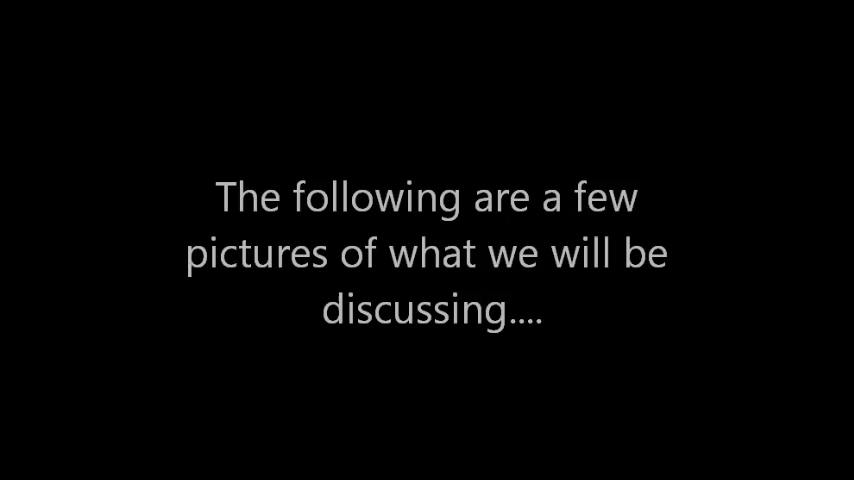 The following are a few
pictures of what we will be
discussing....